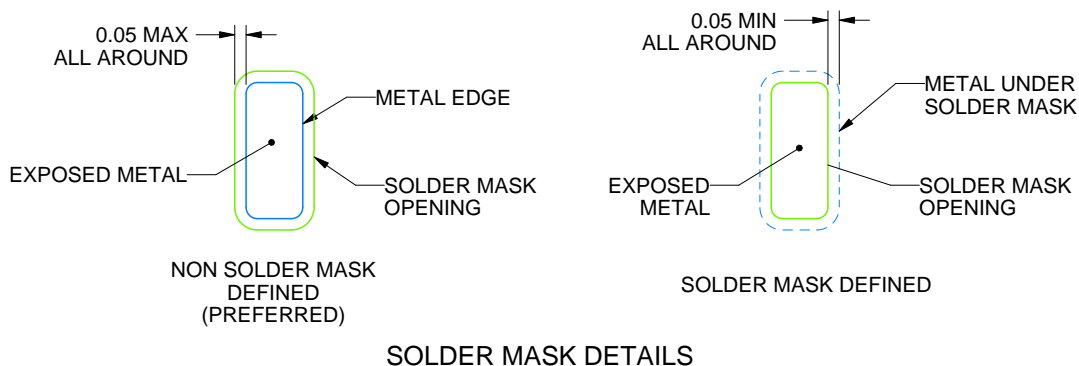 0.05 MAX
ALL AROUND
METAL EDGE
EXPOSED METAL
SOLDER MASK
OPENING
NON SOLDER MASK
DEFINED
(PREFERRED)
0.05 MIN
ALL AROUND
METAL UNDER
SOLDER MASK
EXPOSED
METAL
SOLDER MASK
OPENING
SOLDER MASK DEFINED
SOLDER MASK DETAILS